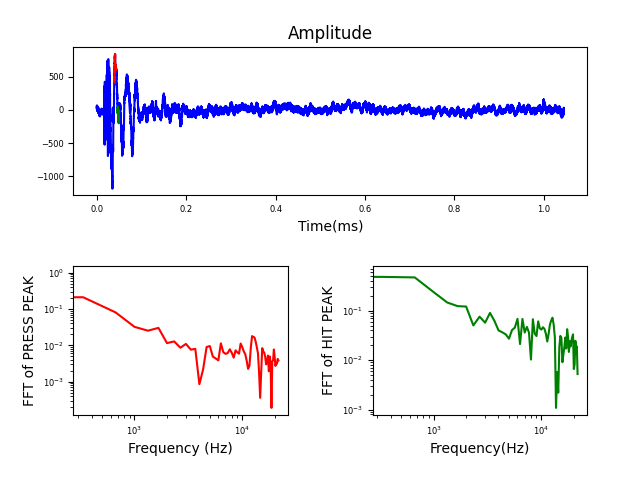 Amplitude
500
0
−500
−1000
0.0 0.2 0.4 0.6 0.8 1.0
Time(ms)
FFT of PRESS PEAK
10⁰
10⁻¹
10⁻²
10⁻³
10³ 10⁴
Frequency (Hz)
FFT of HIT PEAK
10⁻¹
10⁻²
10⁻³
10³ 10⁴
Frequency(Hz)